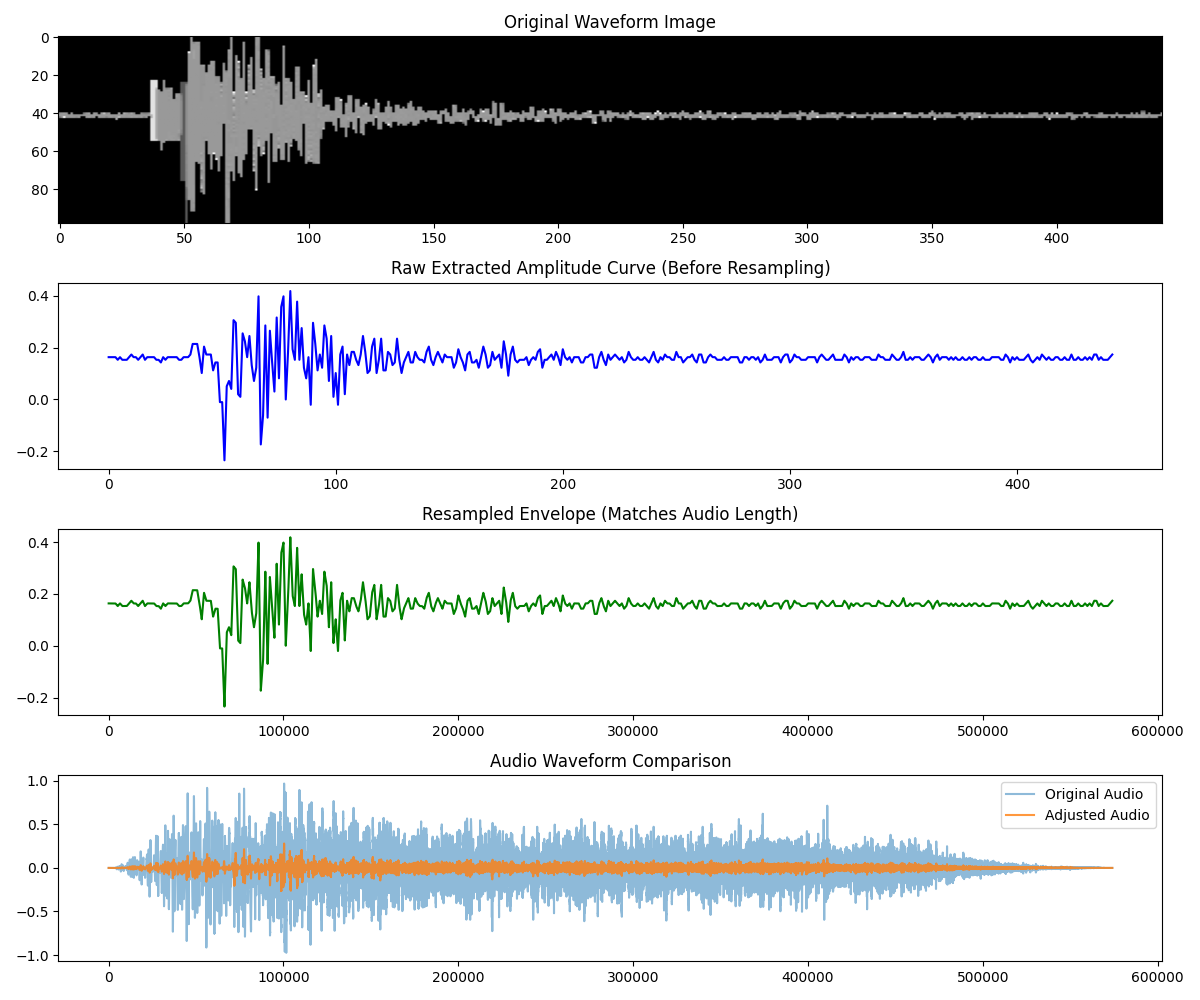 Original Waveform Image
0
20
40
60
80
0 50 100 150 200 250 300 350 400
Raw Extracted Amplitude Curve (Before Resampling)
0.4
0.2
0.0
−0.2
0 100 200 300 400
Resampled Envelope (Matches Audio Length)
0.4
0.2
0.0
−0.2
0 100000 200000 300000 400000 500000 600000
Audio Waveform Comparison
1.0
0.5
0.0
−0.5
−1.0
Original Audio
Adjusted Audio
0 100000 200000 300000 400000 500000 600000